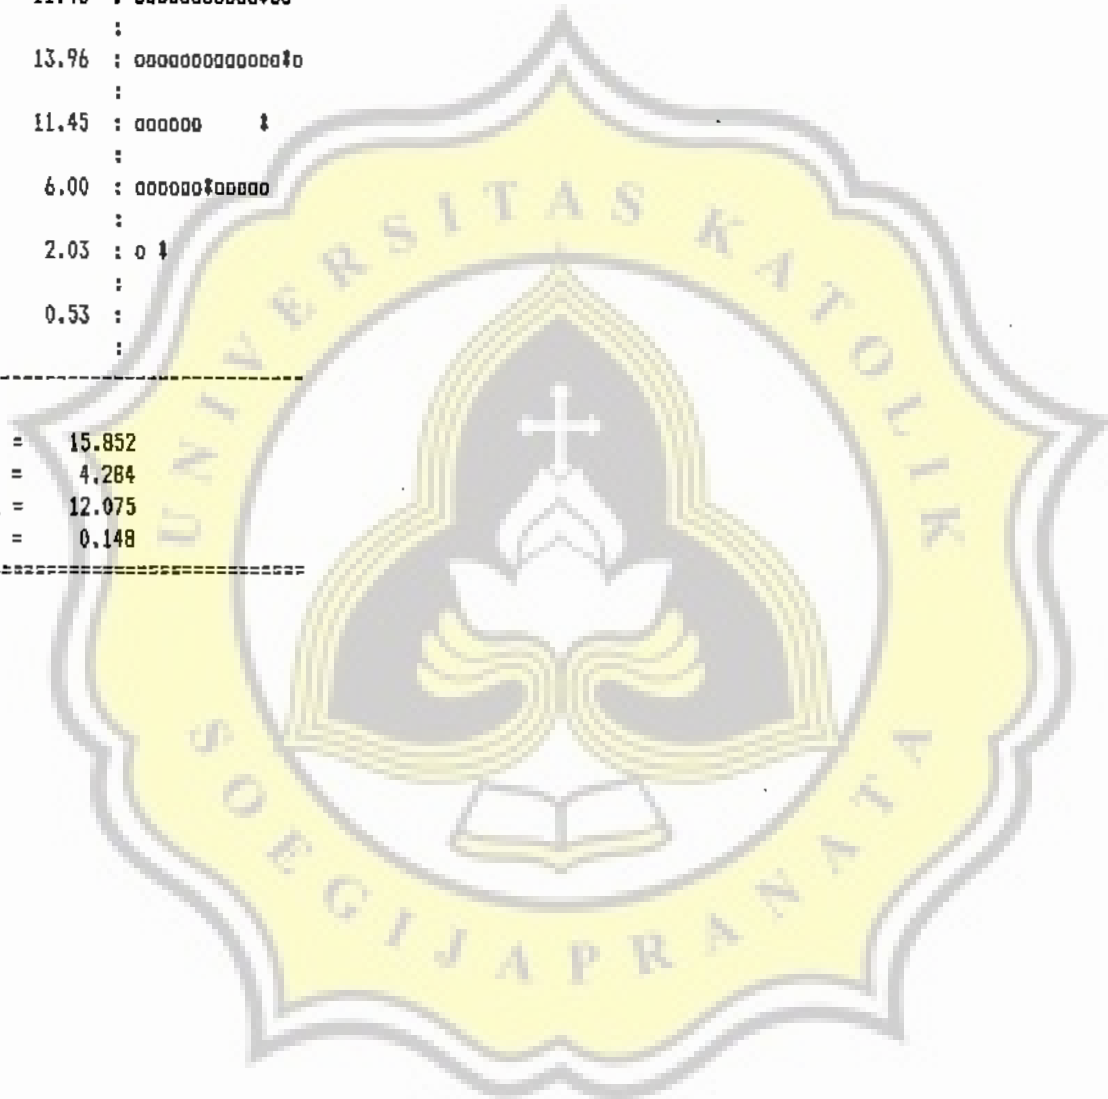 13.96 : ooooooooooooo*o
:
11.45 : oooooo *
:
6.00 : oooooo*ooooo
:
2.03 : o *
:
0.53 :
:
--------------------------------
= 15.852
= 4.284
= 12.075
= 0.148
================================
UNIVERSITAS KATOLIK
SOEGIJAPRANATA